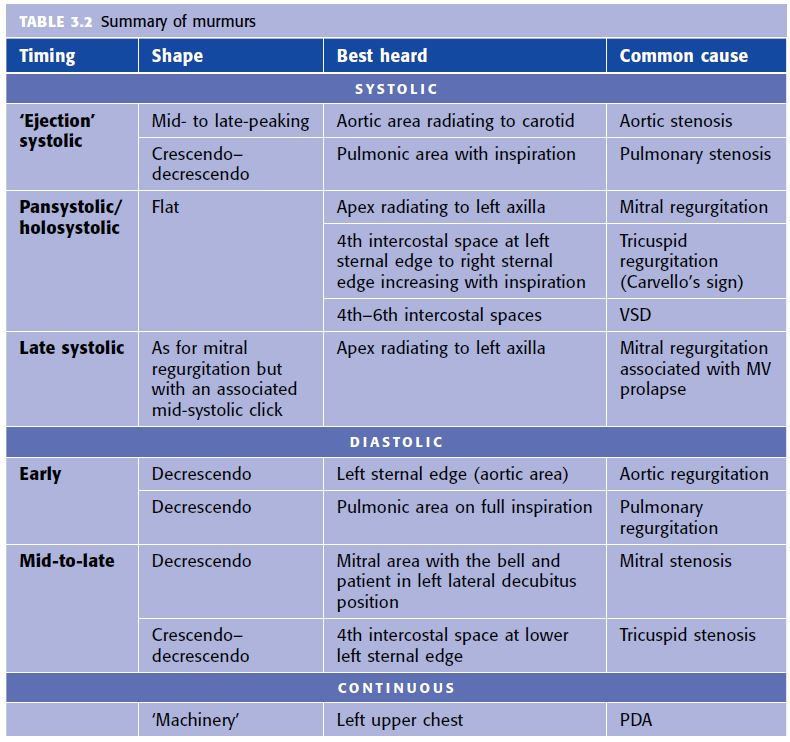 TABLE 3.2 Summary of murmurs
Timing Shape Best heard Common cause
SYSTOLIC
‘Ejection’ systolic
Mid- to late-peaking
Aortic area radiating to carotid
Aortic stenosis
Crescendo–
decrescendo
Pulmonic area with inspiration
Pulmonary stenosis
Pansystolic/
holosystolic
Flat
Apex radiating to left axilla
Mitral regurgitation
4th intercostal space at left
sternal edge to right sternal
edge increasing with inspiration
Tricuspid
regurgitation
(Carvello’s sign)
4th–6th intercostal spaces
VSD
Late systolic
As for mitral
regurgitation but
with an associated
mid-systolic click
Apex radiating to left axilla
Mitral regurgitation
associated with MV
prolapse
DIASTOLIC
Early
Decrescendo
Left sternal edge (aortic area)
Aortic regurgitation
Decrescendo
Pulmonic area on full inspiration
Pulmonary
regurgitation
Mid-to-late
Decrescendo
Mitral area with the bell and
patient in left lateral decubitus
position
Mitral stenosis
Crescendo–
decrescendo
4th intercostal space at lower
left sternal edge
Tricuspid stenosis
CONTINUOUS
‘Machinery’
Left upper chest
PDA